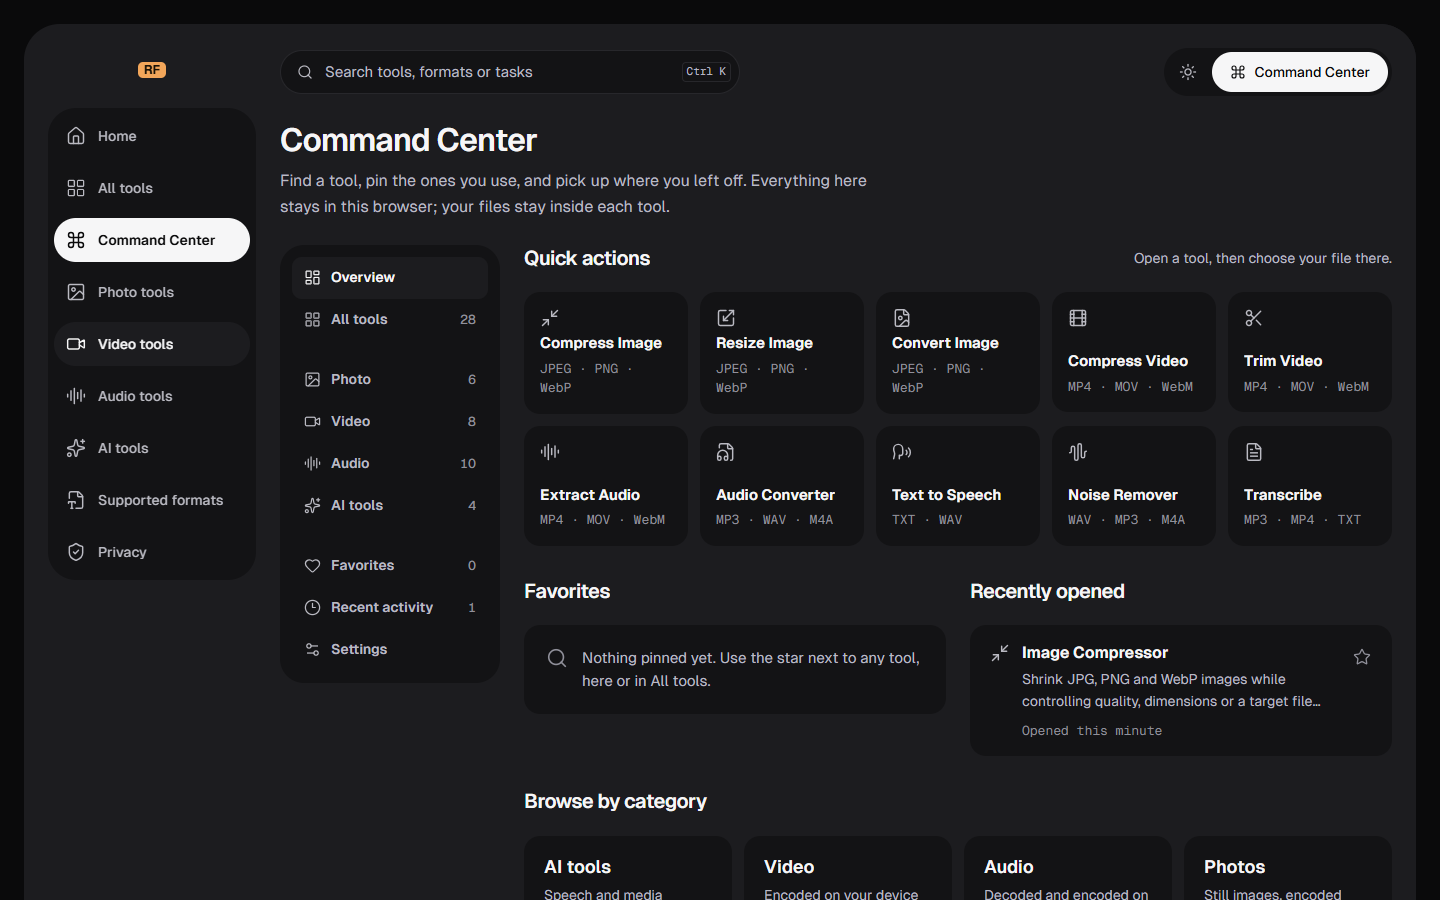 RF
Search tools, formats or tasks
Ctrl K
Command Center
Home
All tools
Command Center
Photo tools
Video tools
Audio tools
AI tools
Supported formats
Privacy
Command Center
Find a tool, pin the ones you use, and pick up where you left off. Everything here
stays in this browser; your files stay inside each tool.
Overview
All tools 28
Photo 6
Video 8
Audio 10
AI tools 4
Favorites 0
Recent activity 1
Settings
Quick actions
Open a tool, then choose your file there.
Compress Image
JPEG · PNG ·
WebP
Resize Image
JPEG · PNG ·
WebP
Convert Image
JPEG · PNG ·
WebP
Compress Video
MP4 · MOV · WebM
Trim Video
MP4 · MOV · WebM
Extract Audio
MP4 · MOV · WebM
Audio Converter
MP3 · WAV · M4A
Text to Speech
TXT · WAV
Noise Remover
WAV · MP3 · M4A
Transcribe
MP3 · MP4 · TXT
Favorites
Nothing pinned yet. Use the star next to any tool,
here or in All tools.
Recently opened
Image Compressor
Shrink JPG, PNG and WebP images while
controlling quality, dimensions or a target file…
Opened this minute
Browse by category
AI tools
Speech and media
Video
Encoded on your device
Audio
Decoded and encoded on
Photos
Still images, encoded